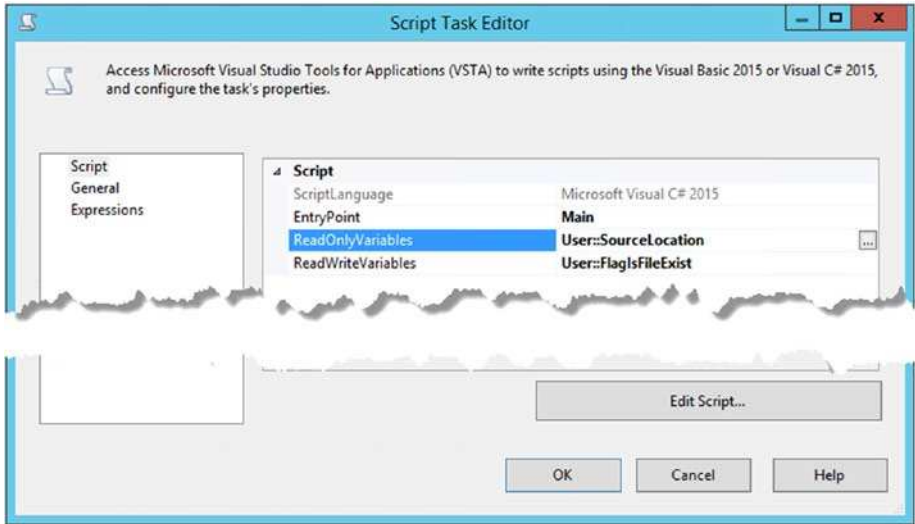 Script Task Editor
Access Microsoft Visual Studio Tools for Applications (VSTA) to write scripts using the Visual Basic 2015 or Visual C# 2015,
and configure the task's properties.
Script
General
Expressions
Script
ScriptLanguage Microsoft Visual C# 2015
EntryPoint Main
ReadOnlyVariables User::SourceLocation ...
ReadWriteVariables User::FlagIsFileExist
Edit Script...
OK Cancel Help